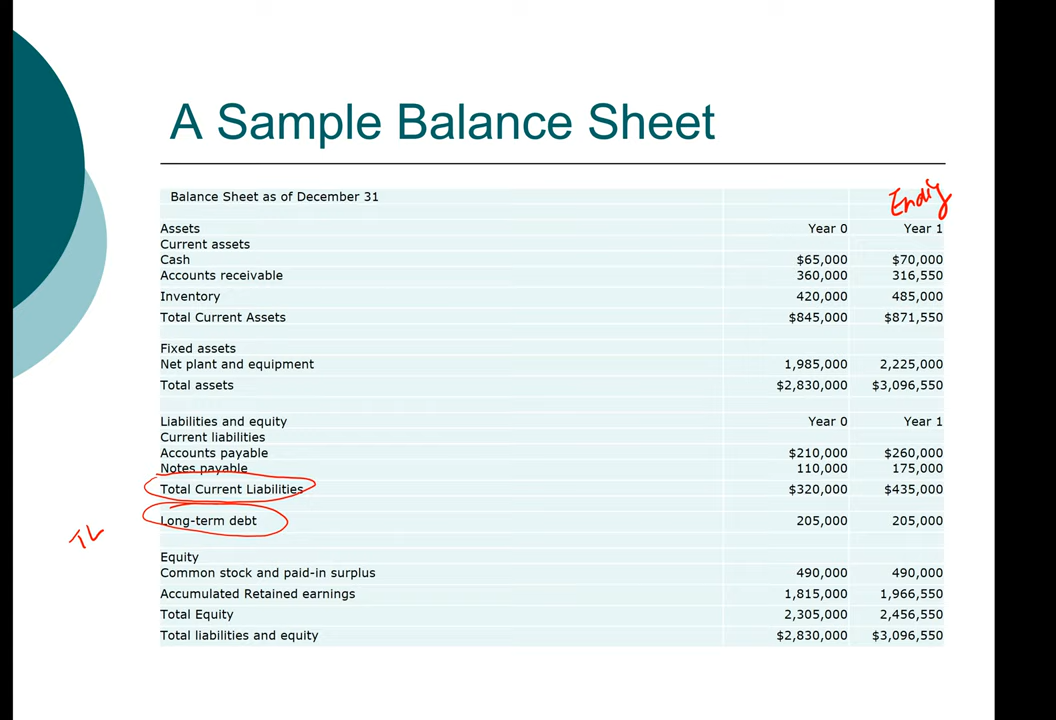 A Sample Balance Sheet
Balance Sheet as of December 31
Ending
Assets Year 0 Year 1
Current assets
Cash $65,000 $70,000
Accounts receivable 360,000 316,550
Inventory 420,000 485,000
Total Current Assets $845,000 $871,550
Fixed assets
Net plant and equipment 1,985,000 2,225,000
Total assets $2,830,000 $3,096,550
Liabilities and equity Year 0 Year 1
Current liabilities
Accounts payable $210,000 $260,000
Notes payable 110,000 175,000
Total Current Liabilities $320,000 $435,000
Long-term debt 205,000 205,000
TL
Equity
Common stock and paid-in surplus 490,000 490,000
Accumulated Retained earnings 1,815,000 1,966,550
Total Equity 2,305,000 2,456,550
Total liabilities and equity $2,830,000 $3,096,550